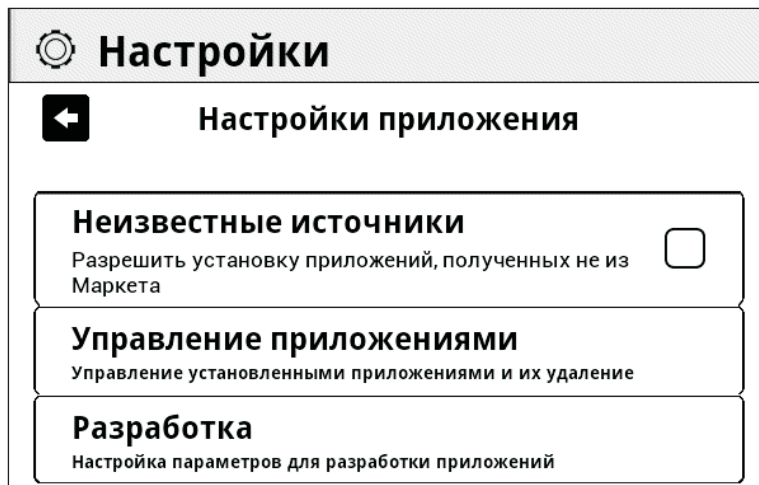 Настройки
Настройки приложения
Неизвестные источники
Разрешить установку приложений, полученных не из
Маркета
Управление приложениями
Управление установленными приложениями и их удаление
Разработка
Настройка параметров для разработки приложений